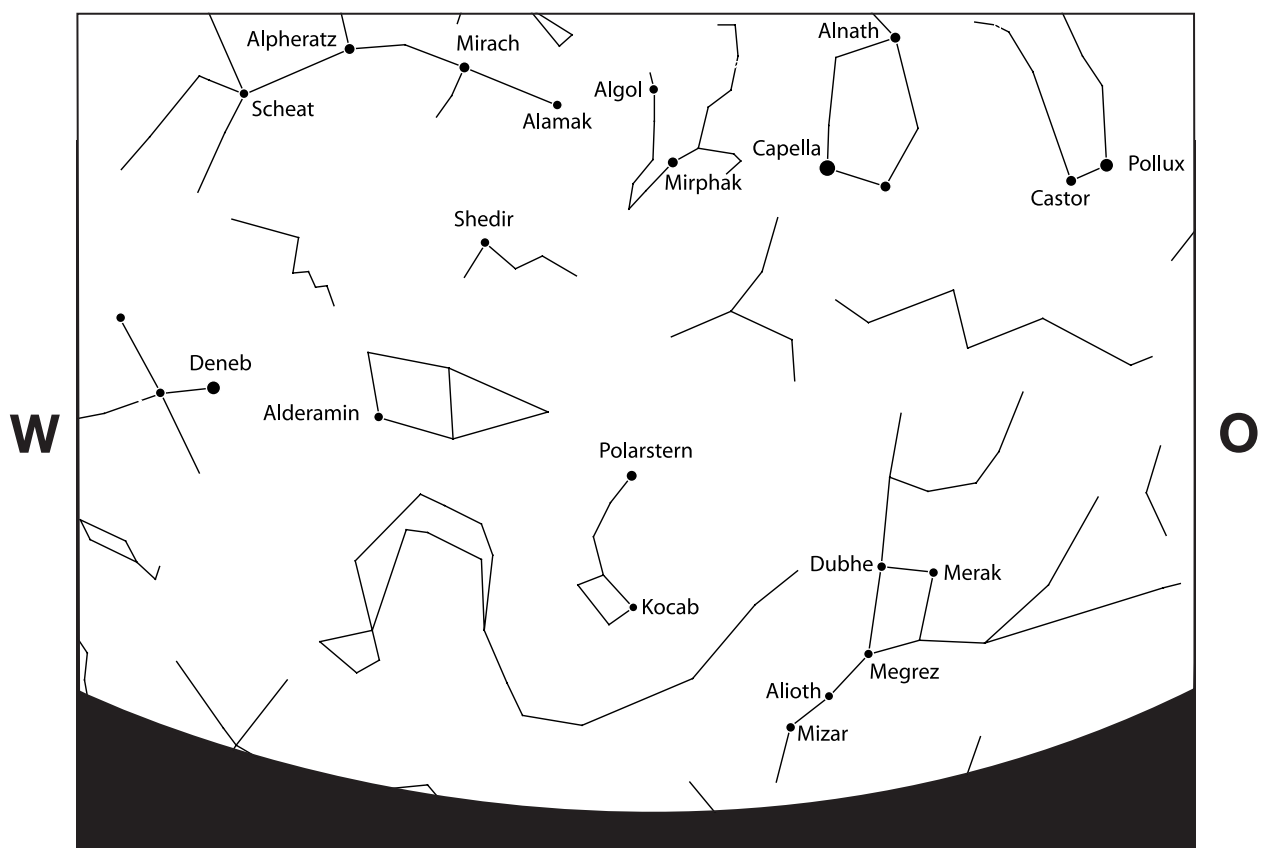 Alnath
Alpheratz
Mirach
Algol
Scheat
Alamak
Capella
Pollux
Mirphak
Castor
Shedir
Deneb
Alderamin
W
O
Polarstern
Dubhe
Merak
Kocab
Megrez
Alioth
Mizar